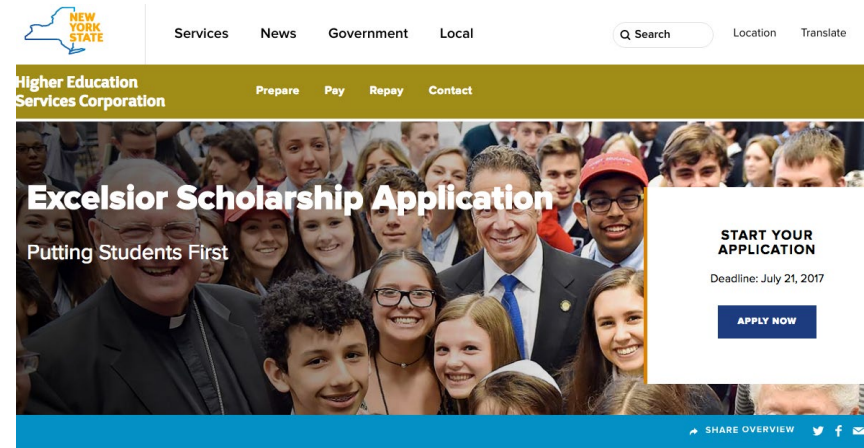 NEW
YORK
STATE
Services News Government Local
Search
Location Translate
Higher Education
Services Corporation
Prepare Pay Repay Contact
Excelsior Scholarship Application
Putting Students First
START YOUR
APPLICATION
Deadline: July 21, 2017
APPLY NOW
SHARE OVERVIEW